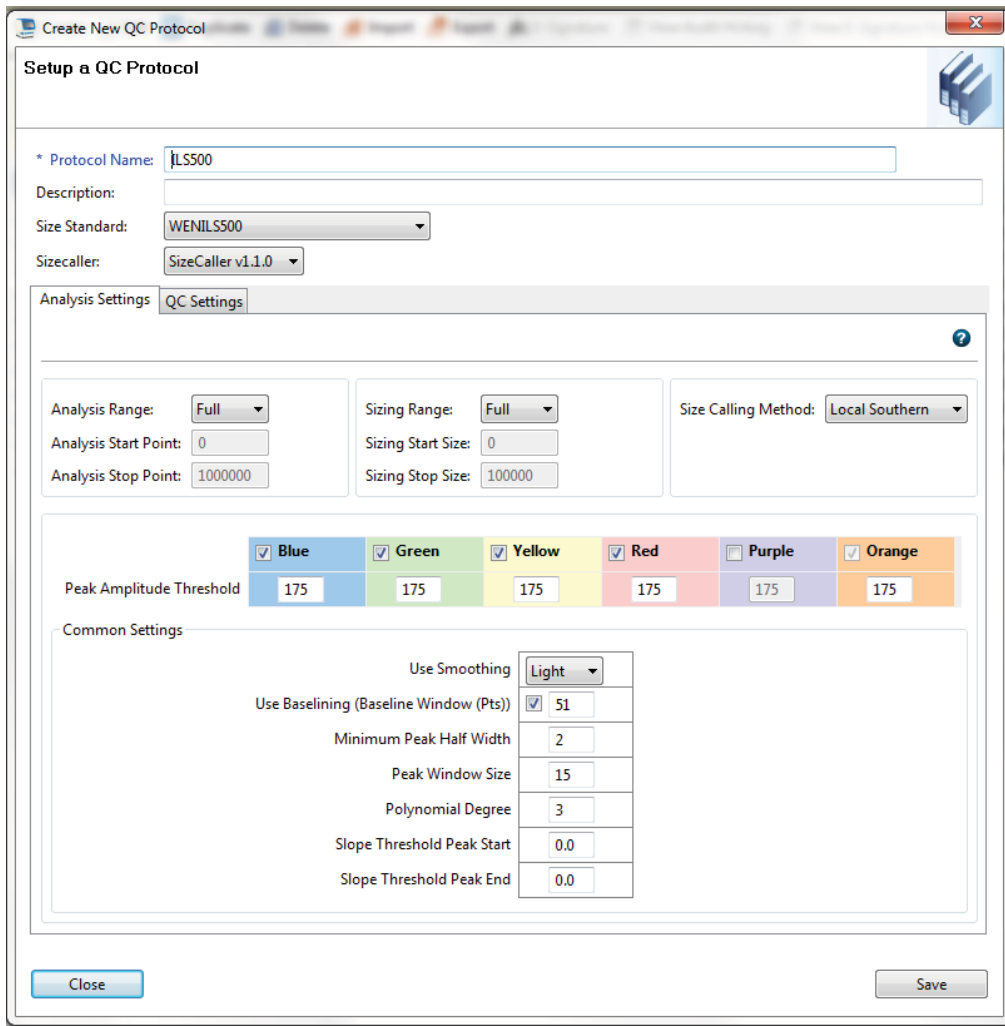 Create New QC Protocol
Setup a QC Protocol
* Protocol Name: ILS500
Description:
Size Standard: WENILS500
Sizecaller: SizeCaller v1.1.0
Analysis Settings QC Settings
?
Analysis Range: Full Sizing Range: Full Size Calling Method: Local Southern
Analysis Start Point: 0 Sizing Start Size: 0
Analysis Stop Point: 1000000 Sizing Stop Size: 100000
Blue Green Yellow Red Purple Orange
Peak Amplitude Threshold 175 175 175 175 175 175
Common Settings
Use Smoothing Light
Use Baselining (Baseline Window (Pts)) 51
Minimum Peak Half Width 2
Peak Window Size 15
Polynomial Degree 3
Slope Threshold Peak Start 0.0
Slope Threshold Peak End 0.0
Close Save